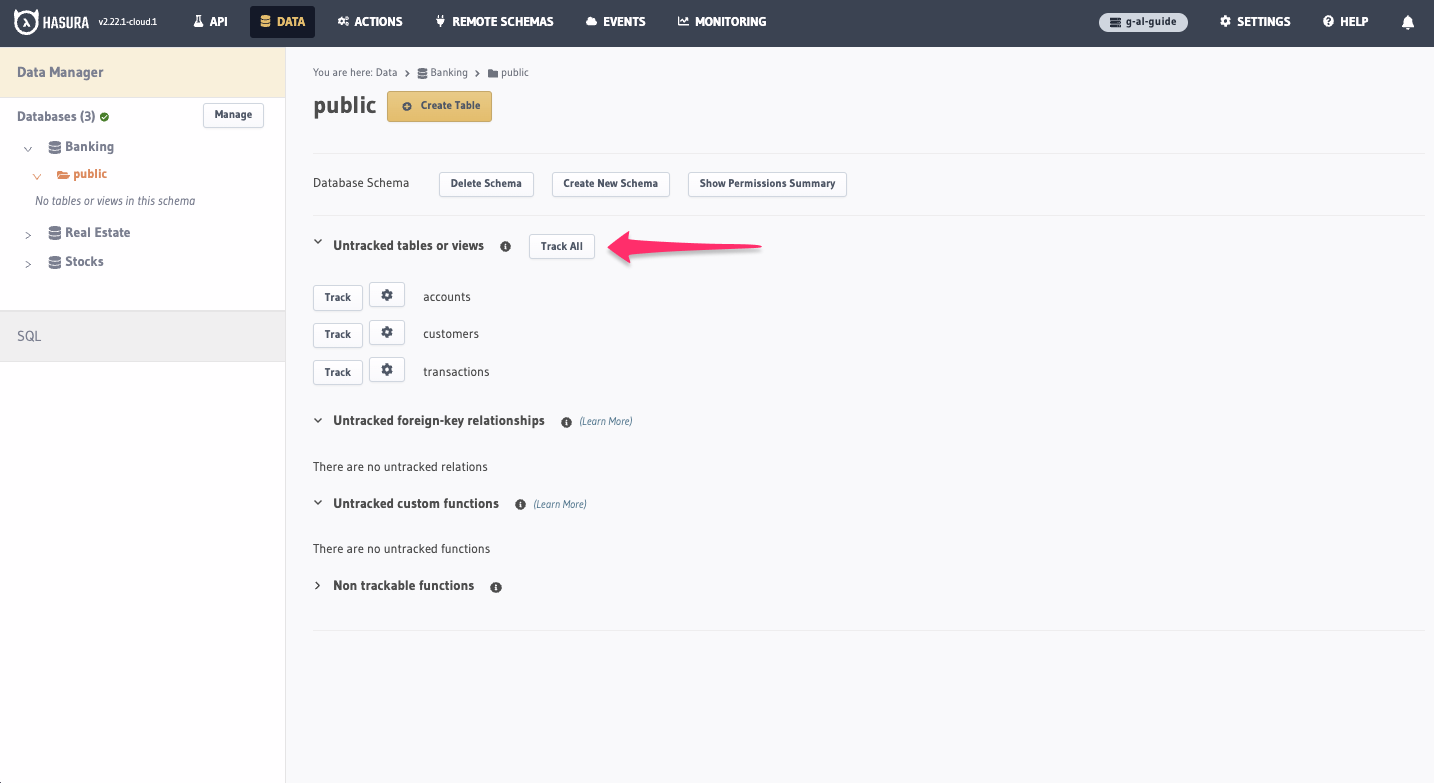 HASURA v2.22.1-cloud.1 API DATA ACTIONS REMOTE SCHEMAS EVENTS MONITORING g-al-guide SETTINGS HELP
Data Manager
Databases (3) Manage
Banking
public
No tables or views in this schema
Real Estate
Stocks
SQL
You are here: Data > Banking > public
public Create Table
Database Schema Delete Schema Create New Schema Show Permissions Summary
Untracked tables or views Track All
Track accounts
Track customers
Track transactions
Untracked foreign-key relationships (Learn More)
There are no untracked relations
Untracked custom functions (Learn More)
There are no untracked functions
Non trackable functions